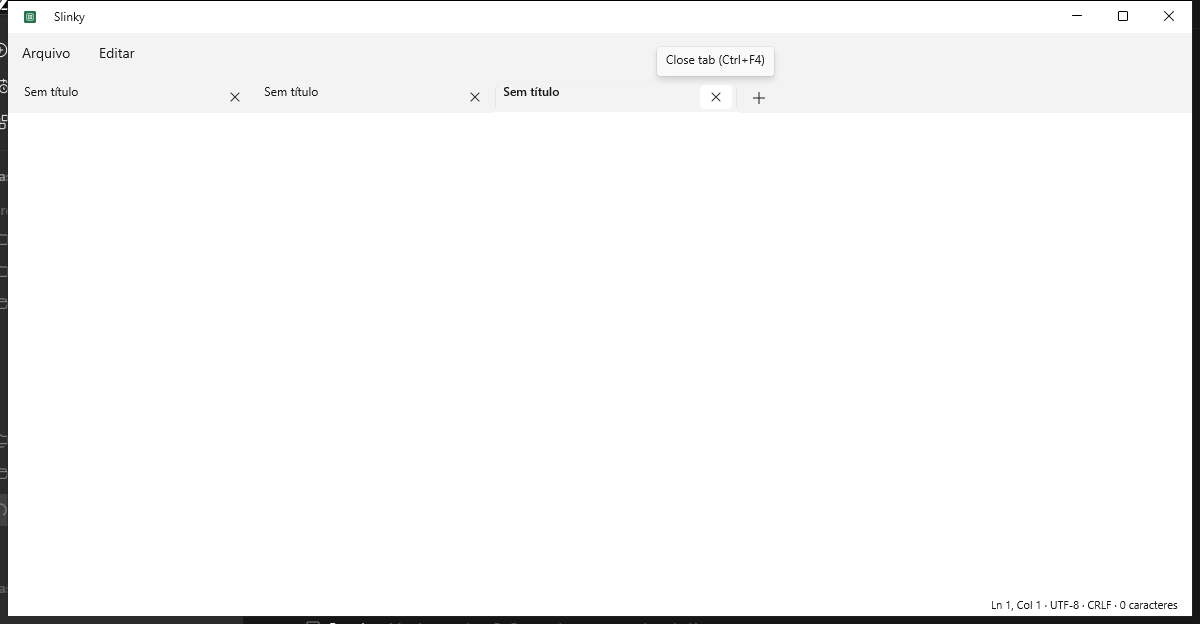 Slinky
Arquivo Editar
Close tab (Ctrl+F4)
Sem título Sem título Sem título
Ln 1, Col 1 · UTF-8 · CRLF · 0 caracteres